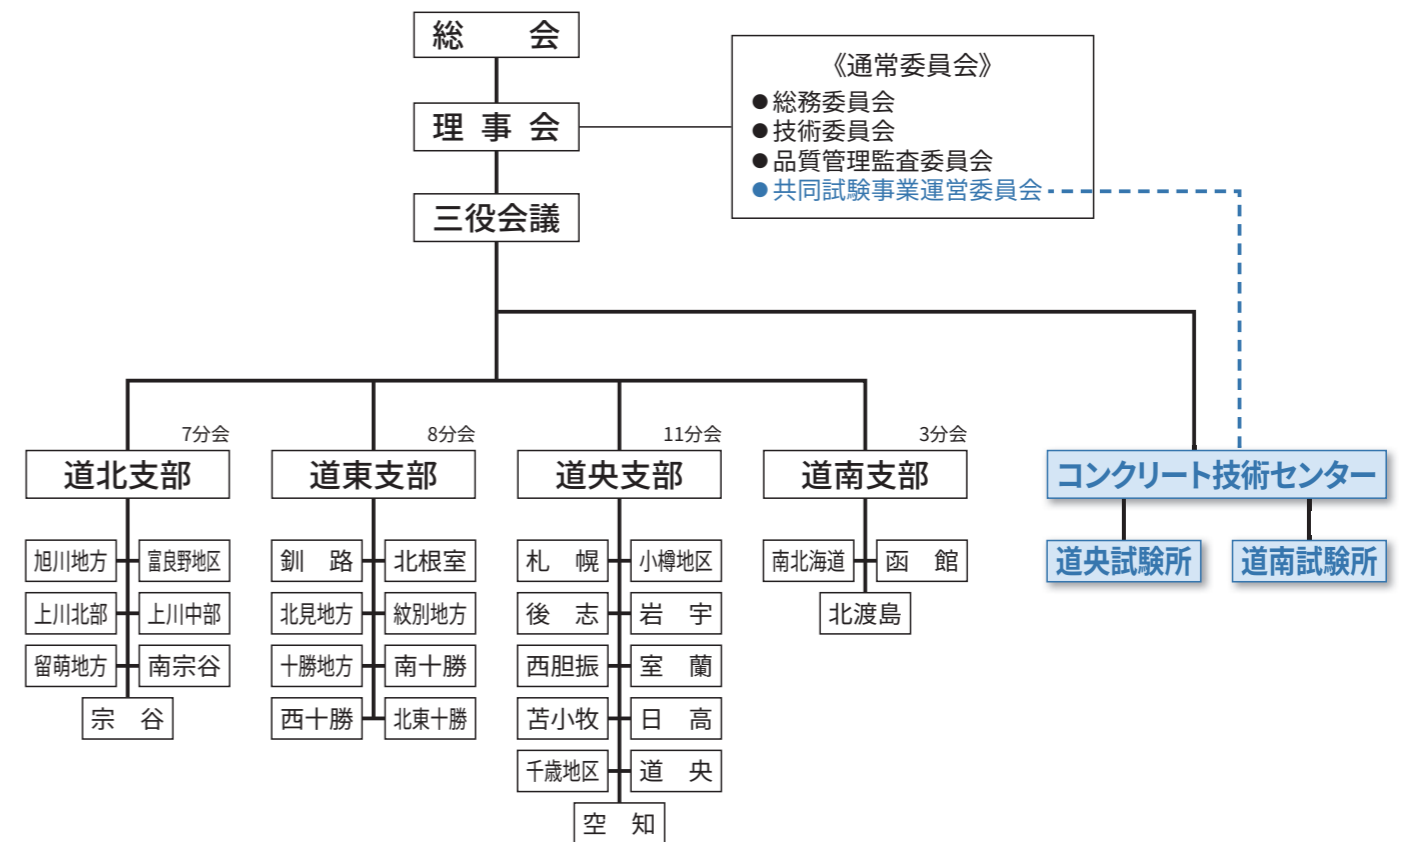 総　会
理事会
三役会議
《通常委員会》
●総務委員会
●技術委員会
●品質管理監査委員会
●共同試験事業運営委員会
7分会
道北支部
旭川地方
富良野地区
上川北部
上川中部
留萌地方
南宗谷
宗　谷
8分会
道東支部
釧　路
北根室
北見地方
紋別地方
十勝地方
南十勝
西十勝
北東十勝
11分会
道央支部
札　幌
小樽地区
後　志
岩　宇
西胆振
室　蘭
苫小牧
日　高
千歳地区
道　央
空　知
3分会
道南支部
南北海道
函　館
北渡島
コンクリート技術センター
道央試験所
道南試験所